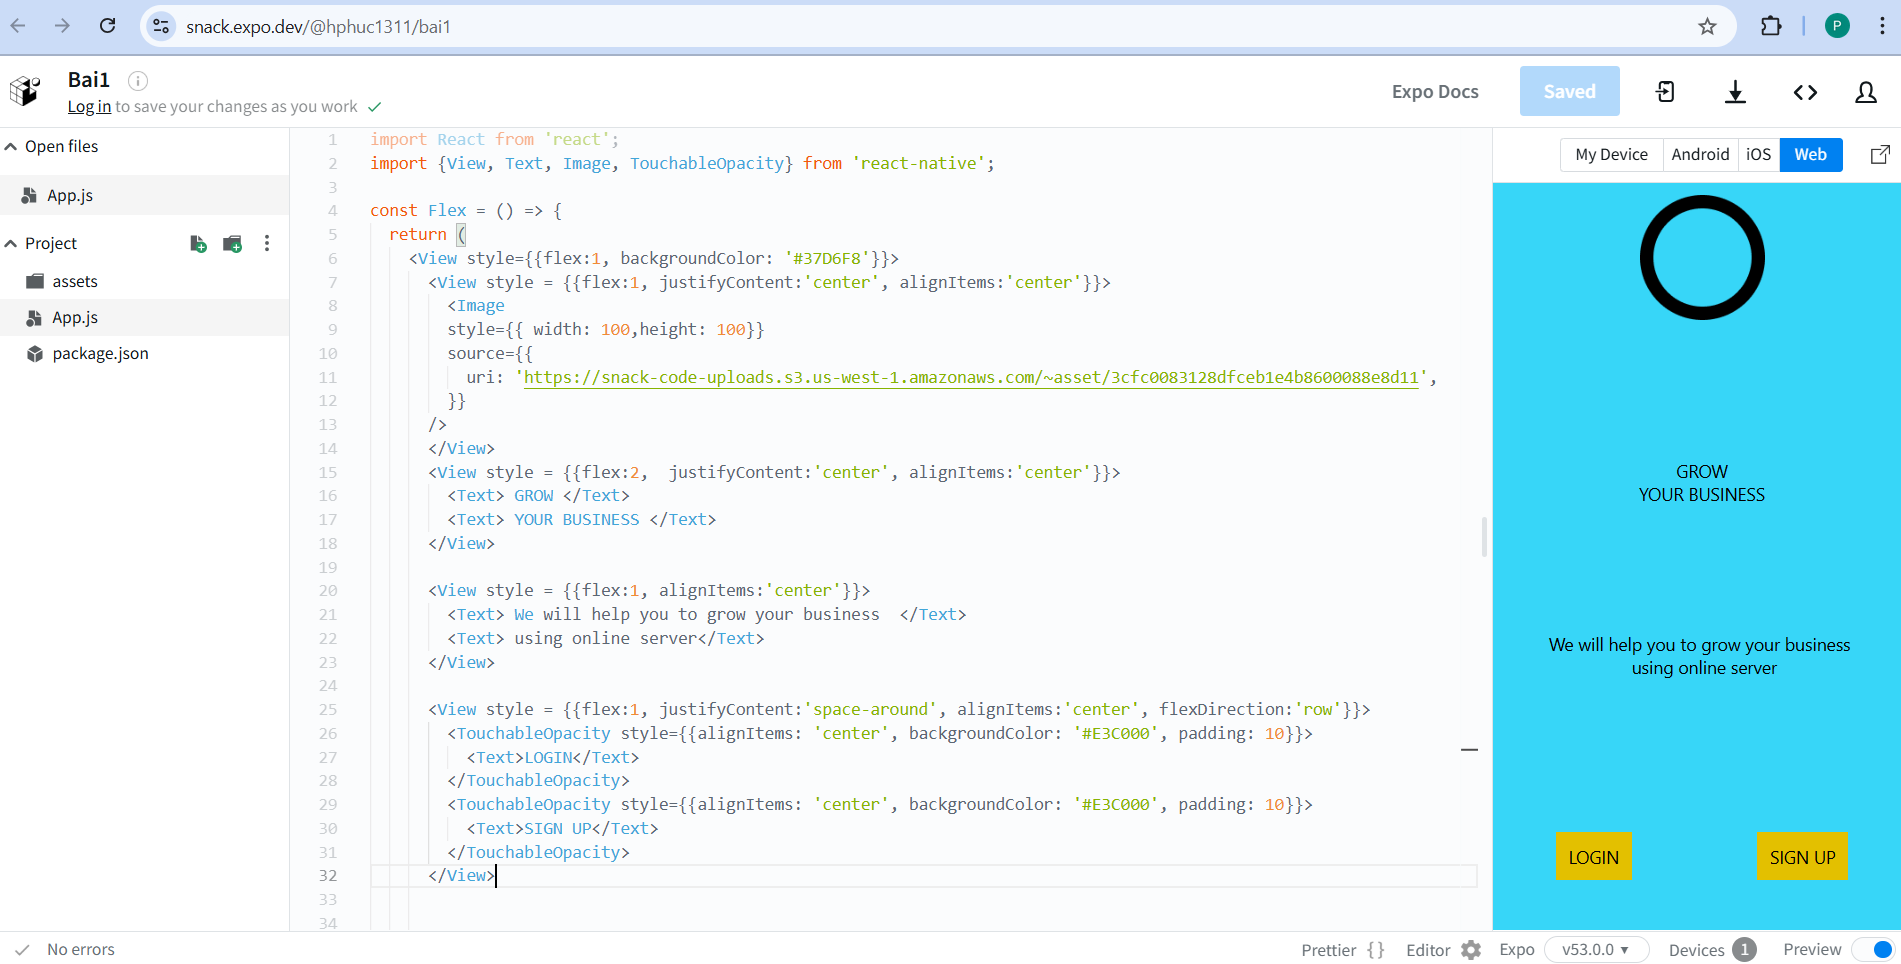 snack.expo.dev/@hphuc1311/bai1
P
Bai1
Log in to save your changes as you work
Expo Docs
Saved
Open files
App.js
Project
assets
App.js
package.json
1 import React from 'react';
2 import {View, Text, Image, TouchableOpacity} from 'react-native';
3
4 const Flex = () => {
5 return (
6 <View style={{flex:1, backgroundColor: '#37D6F8'}}>
7 <View style = {{flex:1, justifyContent:'center', alignItems:'center'}}>
8 <Image
9 style={{ width: 100,height: 100}}
10 source={{
11 uri: 'https://snack-code-uploads.s3.us-west-1.amazonaws.com/~asset/3cfc0083128dfceb1e4b8600088e8d11',
12 }}
13 />
14 </View>
15 <View style = {{flex:2,  justifyContent:'center', alignItems:'center'}}>
16 <Text> GROW </Text>
17 <Text> YOUR BUSINESS </Text>
18 </View>
19
20 <View style = {{flex:1, alignItems:'center'}}>
21 <Text> We will help you to grow your business  </Text>
22 <Text> using online server</Text>
23 </View>
24
25 <View style = {{flex:1, justifyContent:'space-around', alignItems:'center', flexDirection:'row'}}>
26 <TouchableOpacity style={{alignItems: 'center', backgroundColor: '#E3C000', padding: 10}}>
27 <Text>LOGIN</Text>
28 </TouchableOpacity>
29 <TouchableOpacity style={{alignItems: 'center', backgroundColor: '#E3C000', padding: 10}}>
30 <Text>SIGN UP</Text>
31 </TouchableOpacity>
32 </View>
33
34
My Device Android iOS Web
GROW
YOUR BUSINESS
We will help you to grow your business
using online server
LOGIN SIGN UP
No errors
Prettier {} Editor Expo v53.0.0 Devices 1 Preview